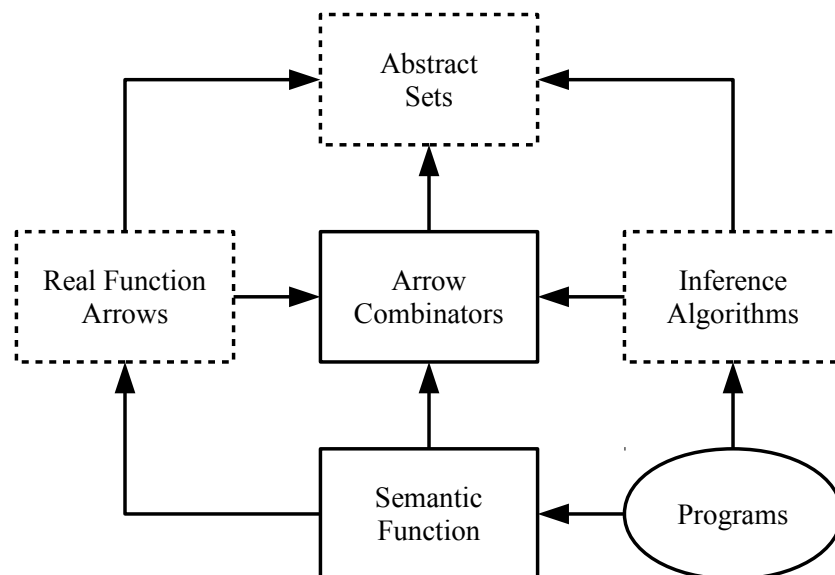 Abstract
Sets
Real Function
Arrows
Arrow
Combinators
Inference
Algorithms
Semantic
Function
Programs